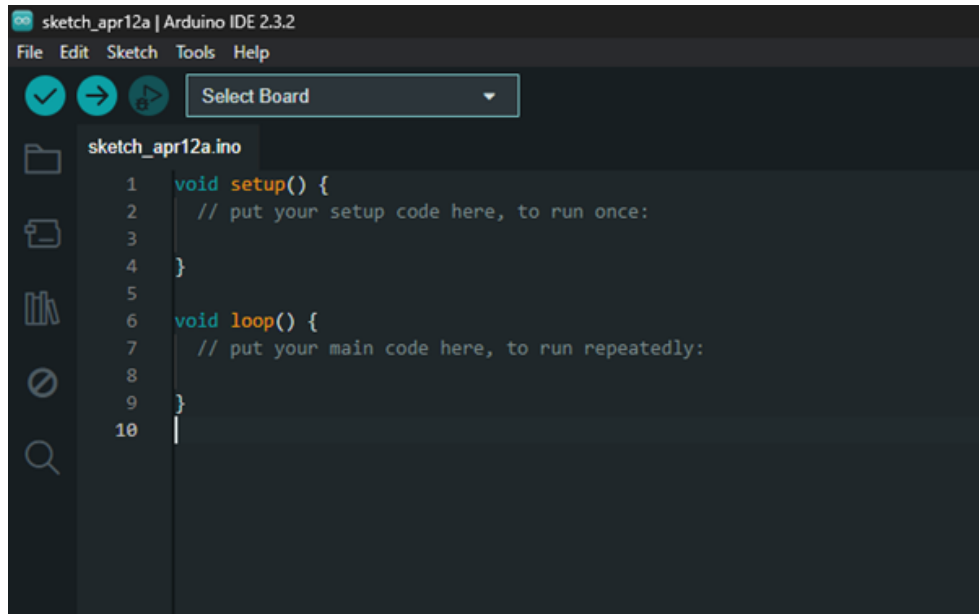 sketch_apr12a | Arduino IDE 2.3.2
File Edit Sketch Tools Help
Select Board
sketch_apr12a.ino
1 void setup() {
2 // put your setup code here, to run once:
3
4 }
5
6 void loop() {
7 // put your main code here, to run repeatedly:
8
9 }
10